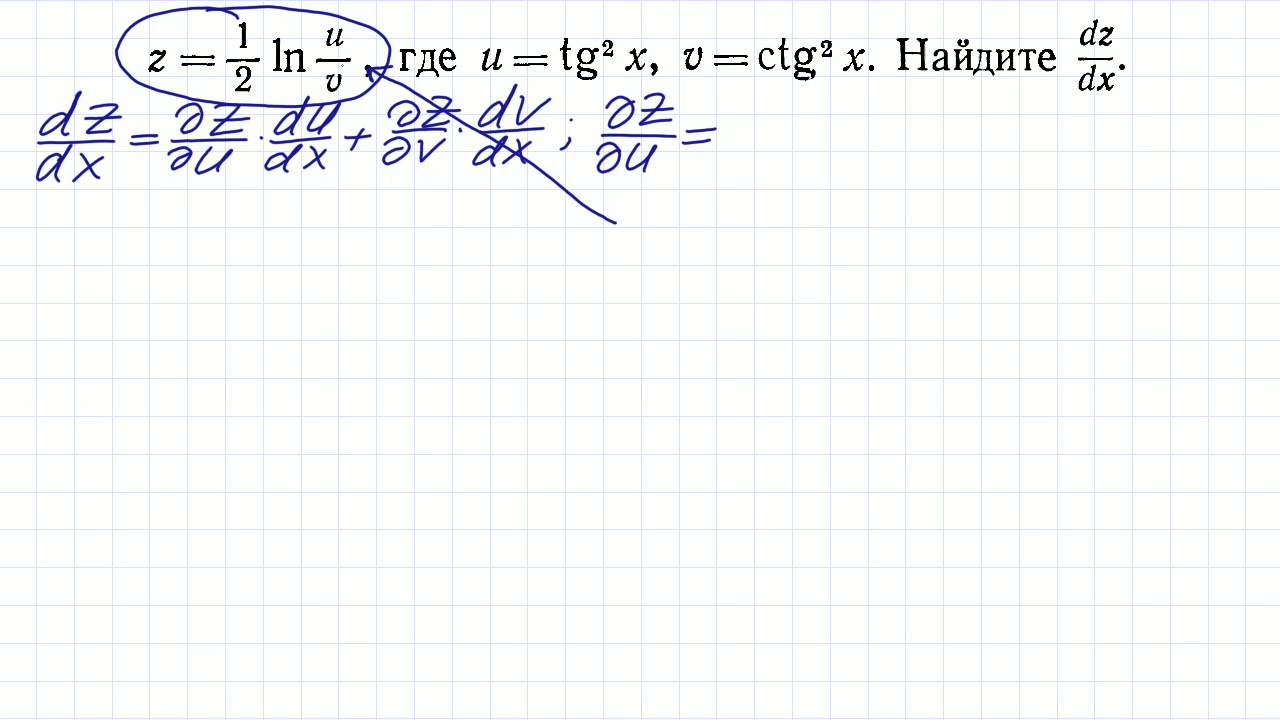 z = 1/2 ln u/v, где u = tg² x, v = ctg² x. Найдите dz/dx.
dz/dx = ∂z/∂u · du/dx + ∂z/∂v · dv/dx ; ∂z/∂u =